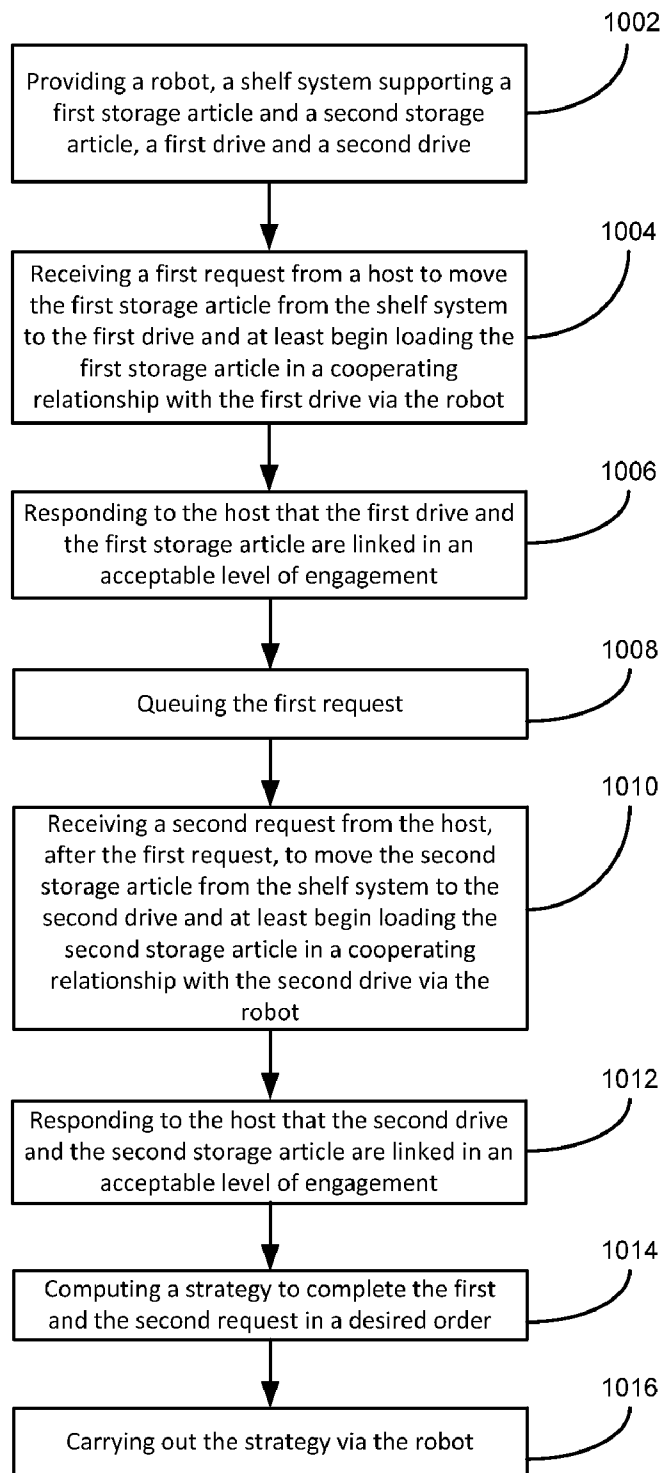 1002
Providing a robot, a shelf system supporting a
first storage article and a second storage
article, a first drive and a second drive
1004
Receiving a first request from a host to move
the first storage article from the shelf system
to the first drive and at least begin loading the
first storage article in a cooperating
relationship with the first drive via the robot
1006
Responding to the host that the first drive and
the first storage article are linked in an
acceptable level of engagement
1008
Queuing the first request
1010
Receiving a second request from the host,
after the first request, to move the second
storage article from the shelf system to the
second drive and at least begin loading the
second storage article in a cooperating
relationship with the second drive via the
robot
1012
Responding to the host that the second drive
and the second storage article are linked in an
acceptable level of engagement
1014
Computing a strategy to complete the first
and the second request in a desired order
1016
Carrying out the strategy via the robot